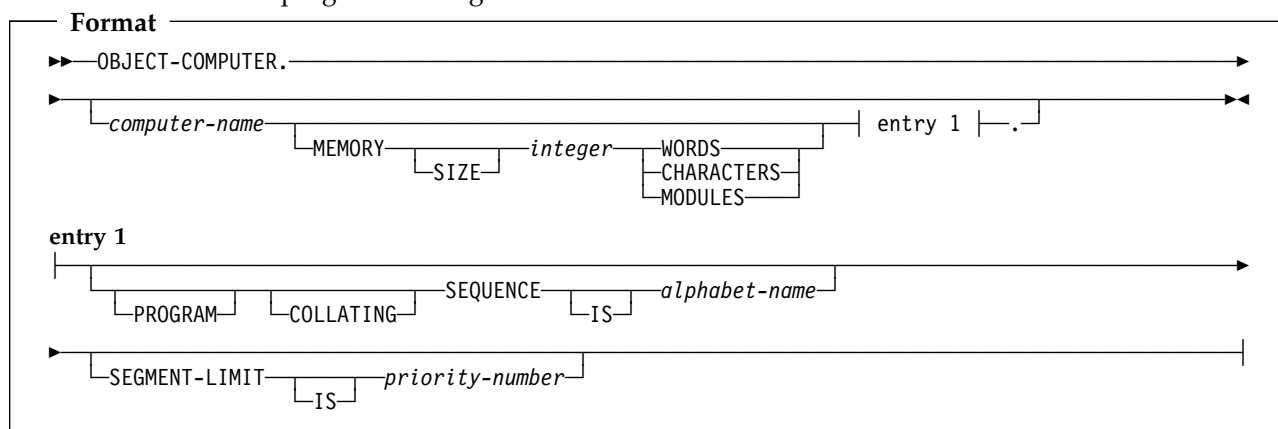 Format
OBJECT-COMPUTER.
computer-name entry 1 .
MEMORY integer WORDS
SIZE CHARACTERS
MODULES
entry 1
SEQUENCE alphabet-name
PROGRAM COLLATING IS
SEGMENT-LIMIT priority-number
IS